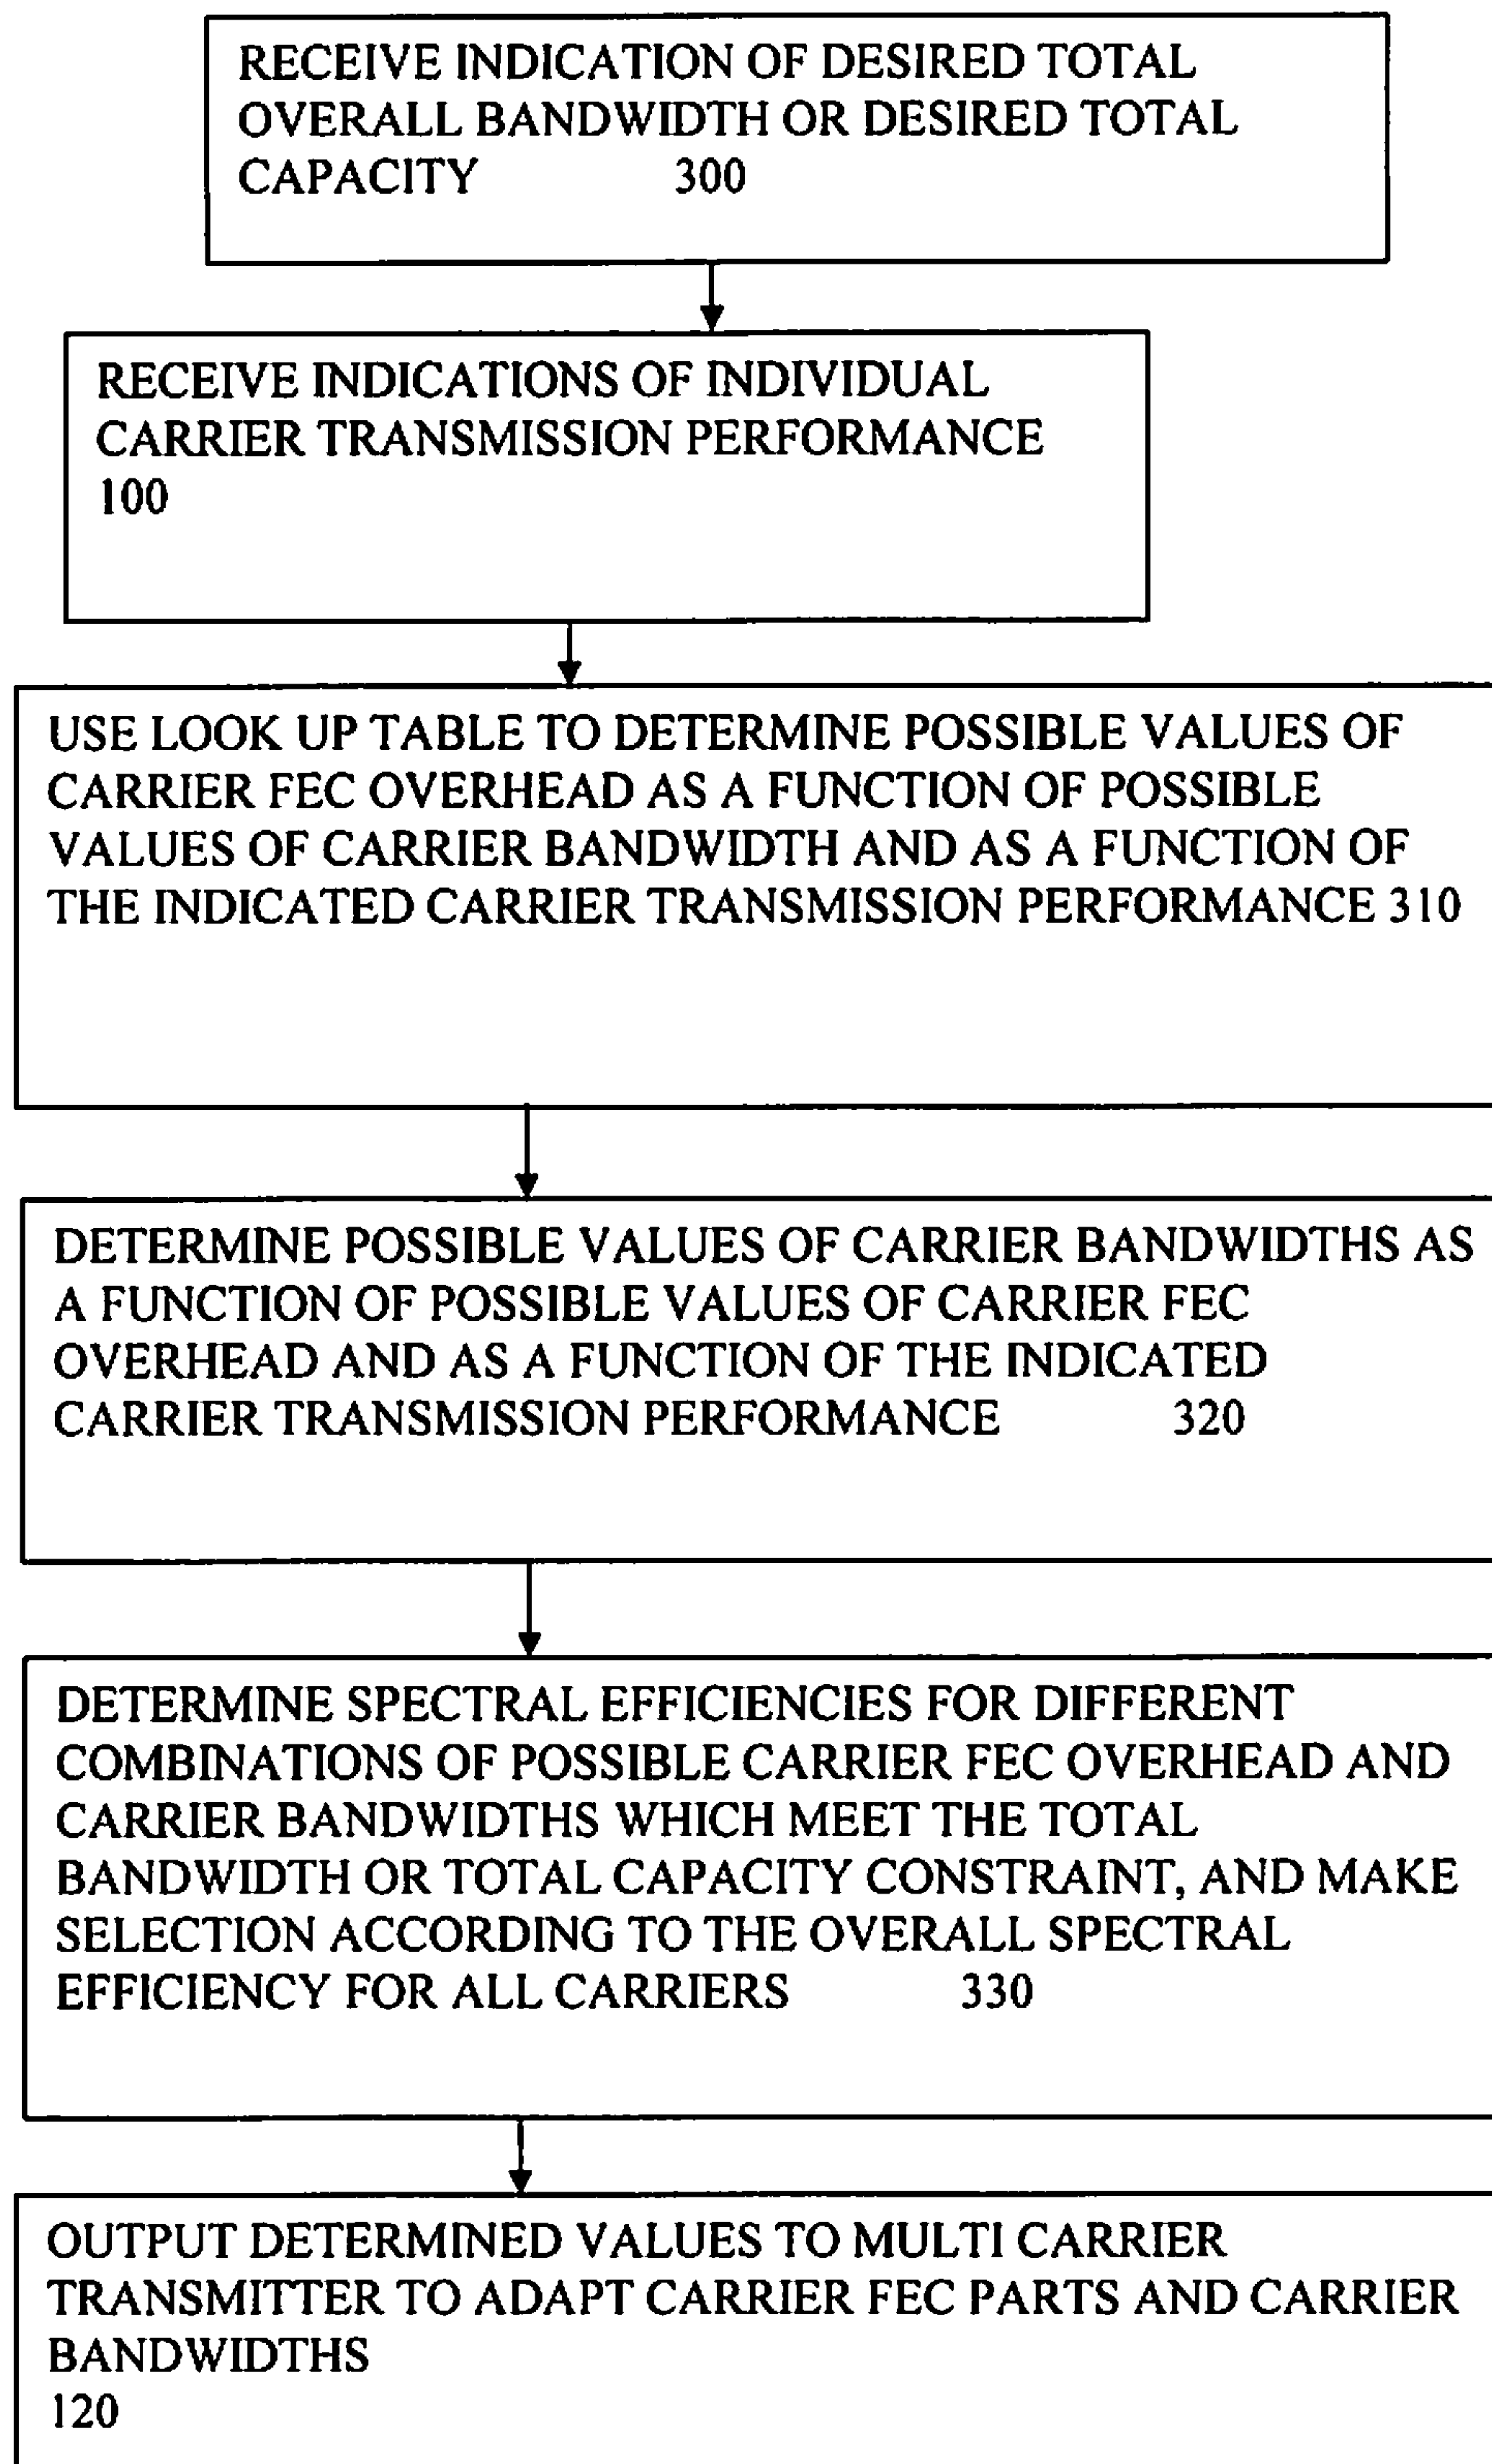 RECEIVE INDICATION OF DESIRED TOTAL
OVERALL BANDWIDTH OR DESIRED TOTAL
CAPACITY 300
RECEIVE INDICATIONS OF INDIVIDUAL
CARRIER TRANSMISSION PERFORMANCE
100
USE LOOK UP TABLE TO DETERMINE POSSIBLE VALUES OF
CARRIER FEC OVERHEAD AS A FUNCTION OF POSSIBLE
VALUES OF CARRIER BANDWIDTH AND AS A FUNCTION OF
THE INDICATED CARRIER TRANSMISSION PERFORMANCE 310
DETERMINE POSSIBLE VALUES OF CARRIER BANDWIDTHS AS
A FUNCTION OF POSSIBLE VALUES OF CARRIER FEC
OVERHEAD AND AS A FUNCTION OF THE INDICATED
CARRIER TRANSMISSION PERFORMANCE 320
DETERMINE SPECTRAL EFFICIENCIES FOR DIFFERENT
COMBINATIONS OF POSSIBLE CARRIER FEC OVERHEAD AND
CARRIER BANDWIDTHS WHICH MEET THE TOTAL
BANDWIDTH OR TOTAL CAPACITY CONSTRAINT, AND MAKE
SELECTION ACCORDING TO THE OVERALL SPECTRAL
EFFICIENCY FOR ALL CARRIERS 330
OUTPUT DETERMINED VALUES TO MULTI CARRIER
TRANSMITTER TO ADAPT CARRIER FEC PARTS AND CARRIER
BANDWIDTHS
120